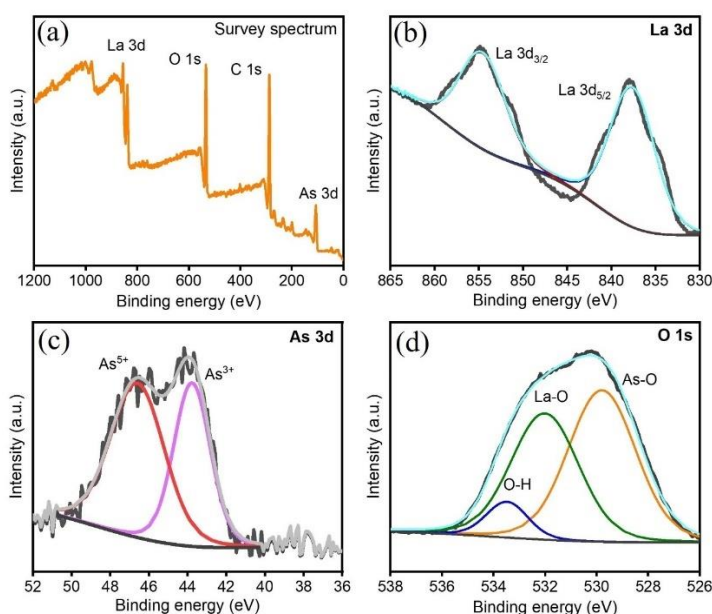 (a)
Survey spectrum
La 3d
O 1s
C 1s
As 3d
Intensity (a.u.)
1200 1000 800 600 400 200 0
Binding energy (eV)
(b)
La 3d
La 3d3/2
La 3d5/2
Intensity (a.u.)
865 860 855 850 845 840 835 830
Binding energy (eV)
(c)
As 3d
As5+
As3+
Intensity (a.u.)
52 50 48 46 44 42 40 38 36
Binding energy (eV)
(d)
O 1s
La-O
As-O
O-H
Intensity (a.u.)
538 536 534 532 530 528 526
Binding energy (eV)